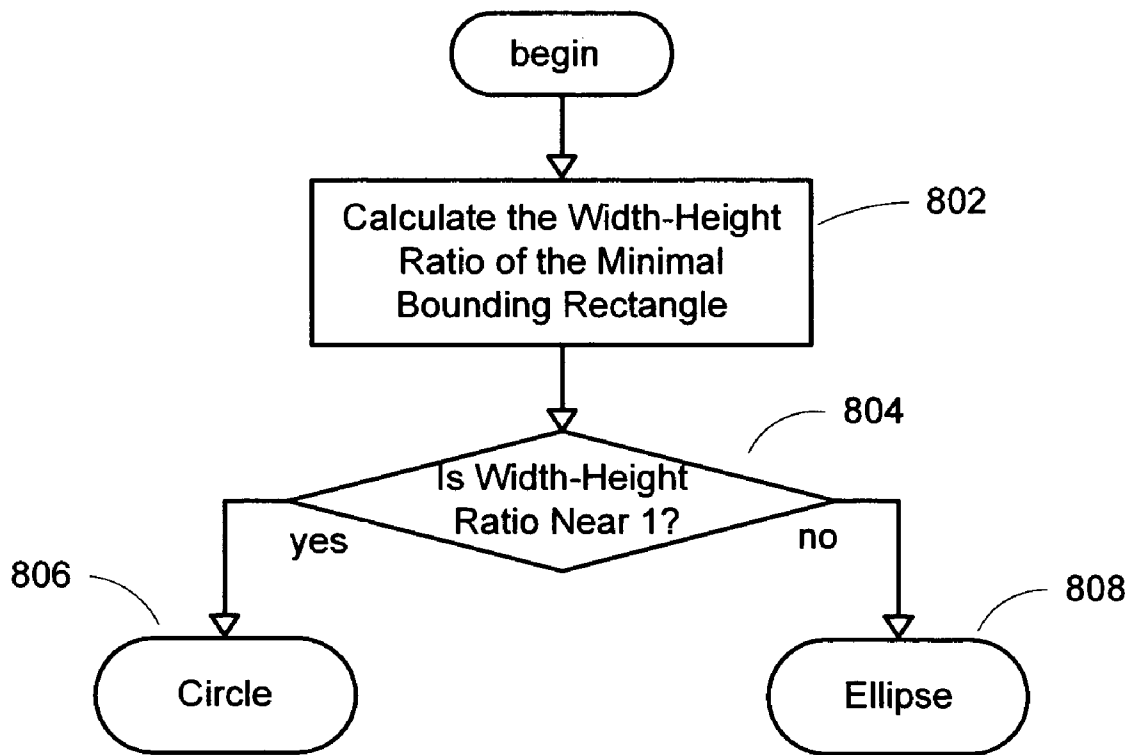 begin
Calculate the Width-Height
Ratio of the Minimal
Bounding Rectangle
802
804
Is Width-Height
Ratio Near 1?
yes
no
806
808
Circle
Ellipse